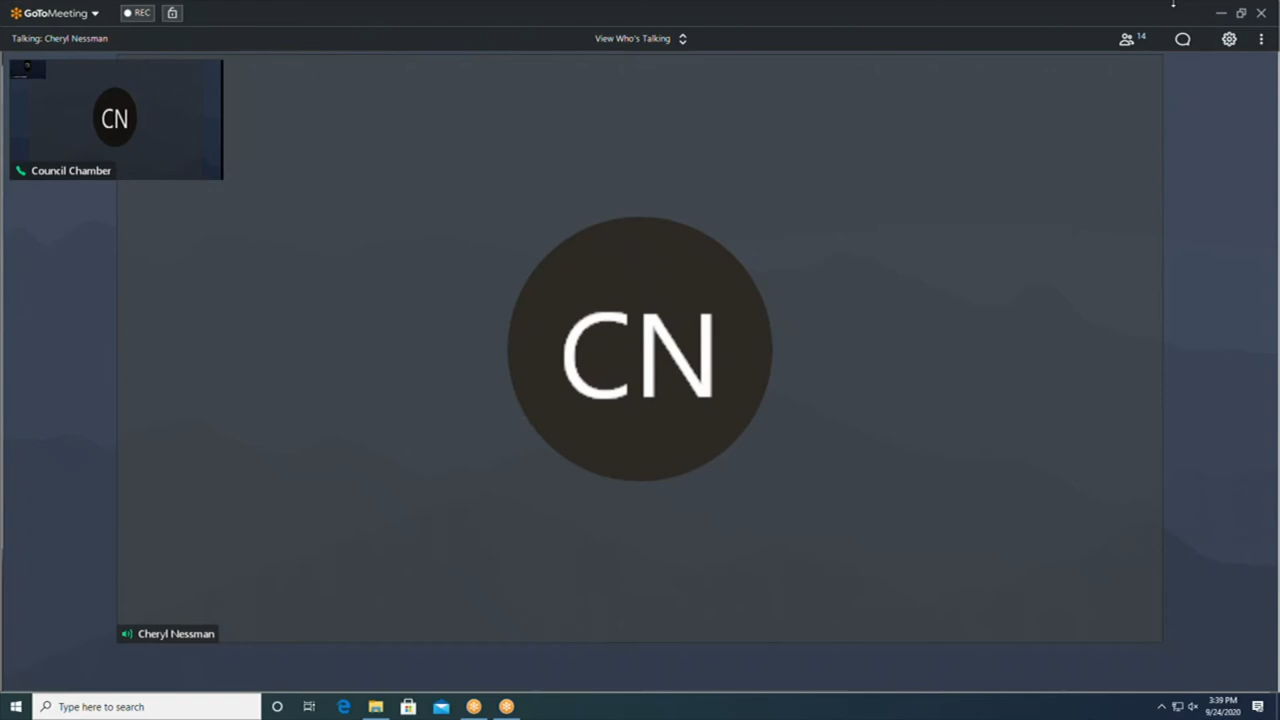 GoToMeeting
REC
Talking: Cheryl Nessman
View Who's Talking
14
CN
Council Chamber
CN
Cheryl Nessman
Type here to search
3:39 PM
9/24/2020